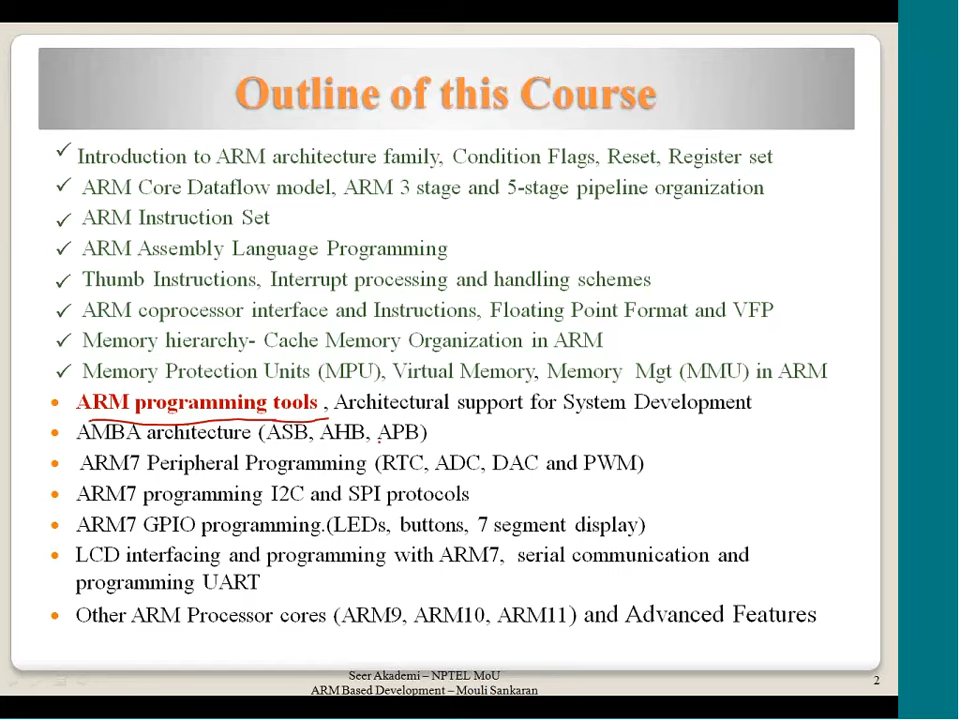 Outline of this Course
✓ Introduction to ARM architecture family, Condition Flags, Reset, Register set
✓ ARM Core Dataflow model, ARM 3 stage and 5-stage pipeline organization
✓ ARM Instruction Set
✓ ARM Assembly Language Programming
✓ Thumb Instructions, Interrupt processing and handling schemes
✓ ARM coprocessor interface and Instructions, Floating Point Format and VFP
✓ Memory hierarchy- Cache Memory Organization in ARM
✓ Memory Protection Units (MPU), Virtual Memory, Memory Mgt (MMU) in ARM
• ARM programming tools , Architectural support for System Development
• AMBA architecture (ASB, AHB, APB)
• ARM7 Peripheral Programming (RTC, ADC, DAC and PWM)
• ARM7 programming I2C and SPI protocols
• ARM7 GPIO programming.(LEDs, buttons, 7 segment display)
• LCD interfacing and programming with ARM7, serial communication and
programming UART
• Other ARM Processor cores (ARM9, ARM10, ARM11) and Advanced Features
Seer Akademi – NPTEL MoU
ARM Based Development – Mouli Sankaran
2